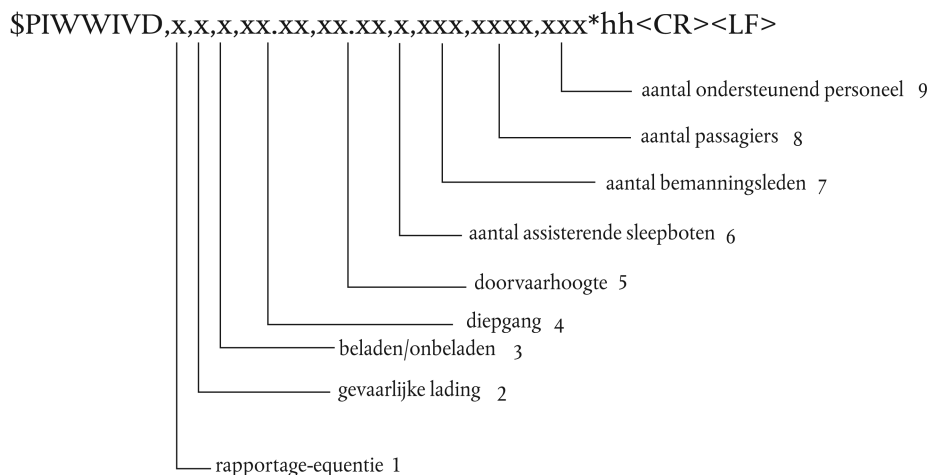 $PIWWIVD,x,x,x,xx.xx,xx.xx,x,xxx,xxxx,xxx*hh<CR><LF>
aantal ondersteunend personeel 9
aantal passagiers 8
aantal bemanningsleden 7
aantal assisterende sleepboten 6
doorvaarhoogte 5
diepgang 4
beladen/onbeladen 3
gevaarlijke lading 2
rapportage-equentie 1